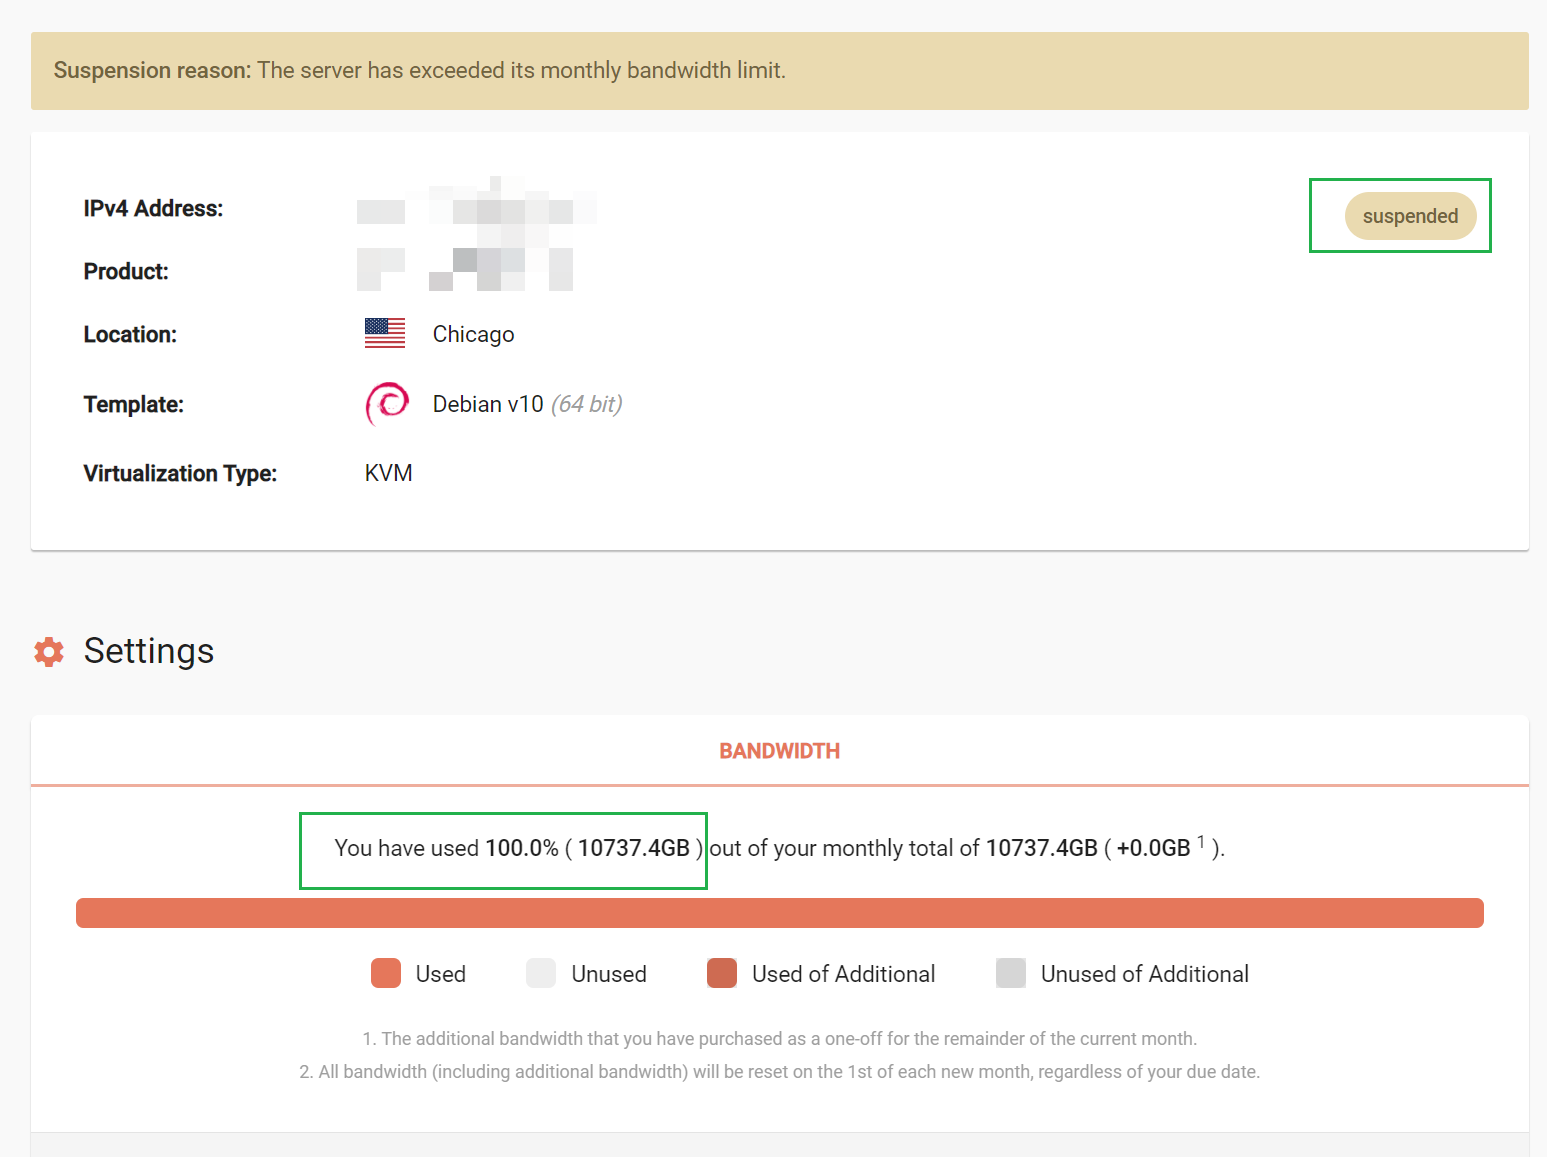 Suspension reason: The server has exceeded its monthly bandwidth limit.
IPv4 Address:
suspended
Product:
Location: Chicago
Template: Debian v10 (64 bit)
Virtualization Type: KVM
Settings
BANDWIDTH
You have used 100.0% ( 10737.4GB ) out of your monthly total of 10737.4GB ( +0.0GB 1 ).
Used Unused Used of Additional Unused of Additional
1. The additional bandwidth that you have purchased as a one-off for the remainder of the current month.
2. All bandwidth (including additional bandwidth) will be reset on the 1st of each new month, regardless of your due date.